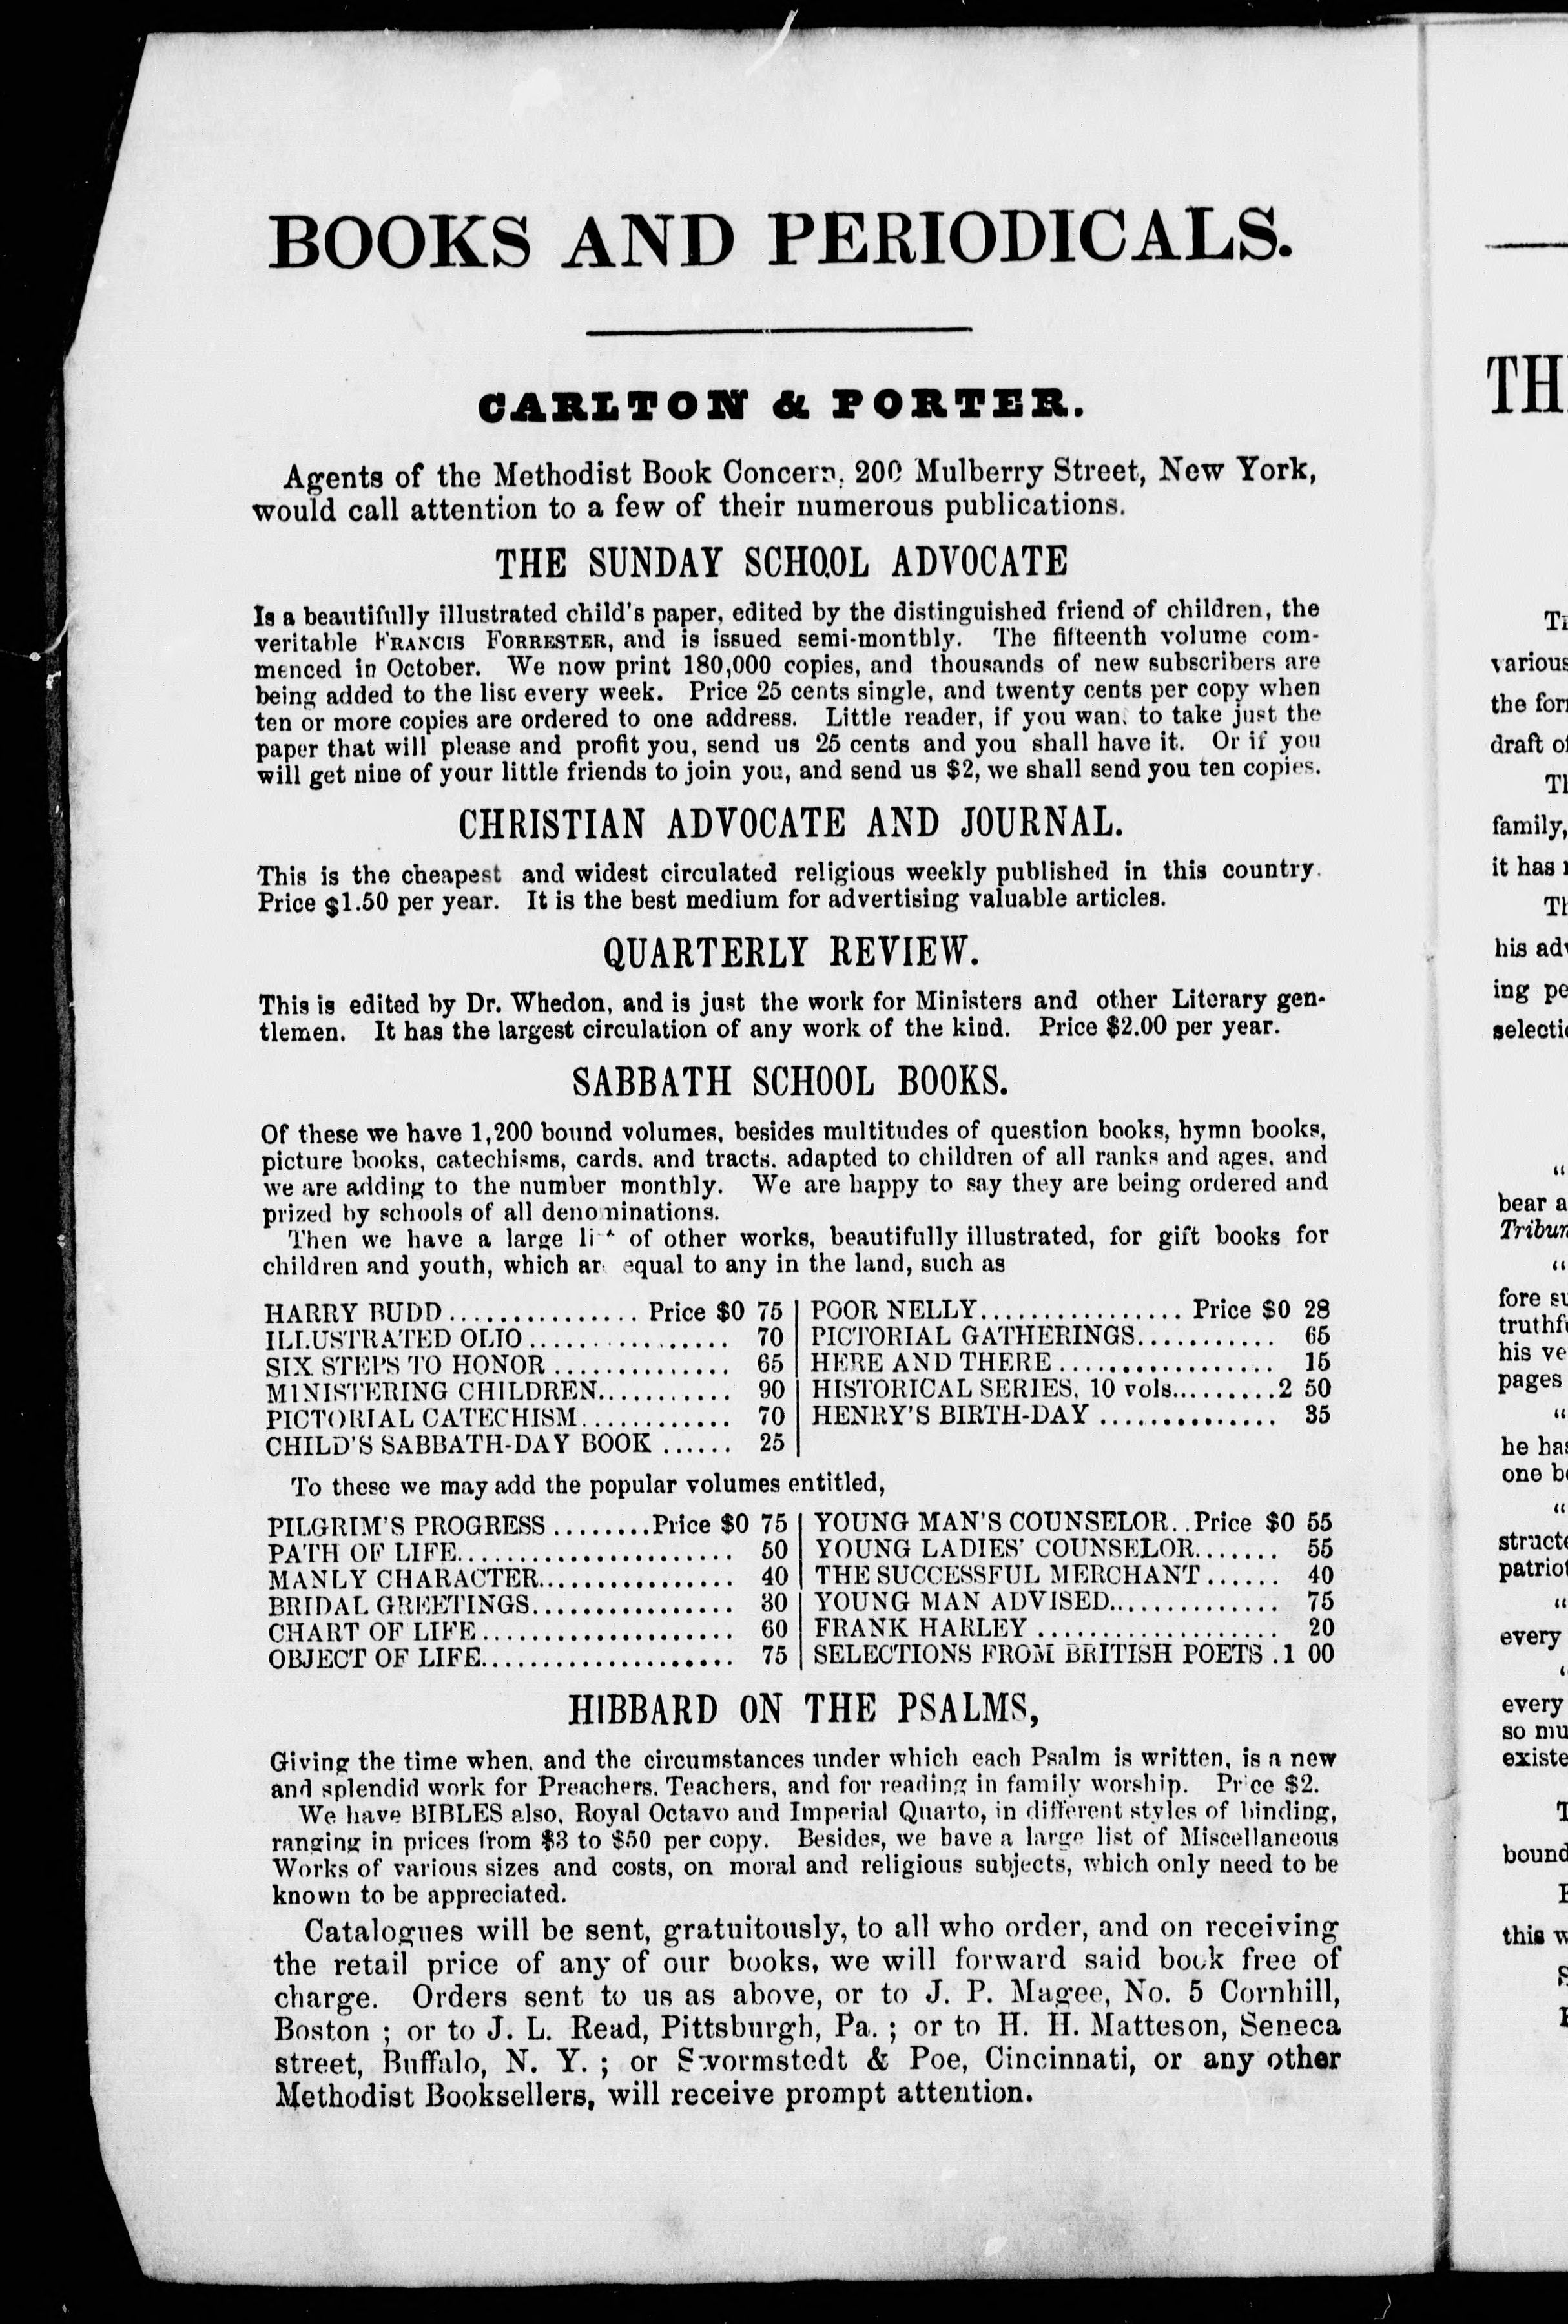 BOOKS AND PERIODICALS.
CARLTON & PORTER.
Agents of the Methodist Book Concern, 200 Mulberry Street, New York,
would call attention to a few of their numerous publications.
THE SUNDAY SCHOOL ADVOCATE
Is a beautifully illustrated child's paper, edited by the distinguished friend of children, the
veritable FRANCIS FORRESTER, and is issued semi-monthly. The fifteenth volume com-
menced in October. We now print 180,000 copies, and thousands of new subscribers are
being added to the list every week. Price 25 cents single, and twenty cents per copy when
ten or more copies are ordered to one address. Little reader, if you want to take just the
paper that will please and profit you, send us 25 cents and you shall have it. Or if you
will get nine of your little friends to join you, and send us $2, we shall send you ten copies.
CHRISTIAN ADVOCATE AND JOURNAL.
This is the cheapest and widest circulated religious weekly published in this country.
Price $1.50 per year. It is the best medium for advertising valuable articles.
QUARTERLY REVIEW.
This is edited by Dr. Whedon, and is just the work for Ministers and other Literary gen-
tlemen. It has the largest circulation of any work of the kind. Price $2.00 per year.
SABBATH SCHOOL BOOKS.
Of these we have 1,200 bound volumes, besides multitudes of question books, hymn books,
picture books, catechisms, cards, and tracts, adapted to children of all ranks and ages, and
we are adding to the number monthly. We are happy to say they are being ordered and
prized by schools of all denominations.
Then we have a large list of other works, beautifully illustrated, for gift books for
children and youth, which are equal to any in the land, such as
HARRY BUDD................ Price $0 75
ILLUSTRATED OLIO.................. 70
SIX STEPS TO HONOR............... 65
MINISTERING CHILDREN........... 90
PICTORIAL CATECHISM............. 70
CHILD'S SABBATH-DAY BOOK...... 25
POOR NELLY................. Price $0 28
PICTORIAL GATHERINGS........... 65
HERE AND THERE.................. 15
HISTORICAL SERIES, 10 vols.........2 50
HENRY'S BIRTH-DAY............... 35
To these we may add the popular volumes entitled,
PILGRIM'S PROGRESS........Price $0 75
PATH OF LIFE....................... 50
MANLY CHARACTER................. 40
BRIDAL GREETINGS................. 30
CHART OF LIFE..................... 60
OBJECT OF LIFE..................... 75
YOUNG MAN'S COUNSELOR..Price $0 55
YOUNG LADIES' COUNSELOR....... 55
THE SUCCESSFUL MERCHANT...... 40
YOUNG MAN ADVISED.............. 75
FRANK HARLEY................... 20
SELECTIONS FROM BRITISH POETS .1 00
HIBBARD ON THE PSALMS,
Giving the time when, and the circumstances under which each Psalm is written, is a new
and splendid work for Preachers, Teachers, and for reading in family worship. Price $2.
We have BIBLES also, Royal Octavo and Imperial Quarto, in different styles of binding,
ranging in prices from $3 to $50 per copy. Besides, we have a large list of Miscellaneous
Works of various sizes and costs, on moral and religious subjects, which only need to be
known to be appreciated.
Catalogues will be sent, gratuitously, to all who order, and on receiving
the retail price of any of our books, we will forward said book free of
charge. Orders sent to us as above, or to J. P. Magee, No. 5 Cornhill,
Boston ; or to J. L. Read, Pittsburgh, Pa. ; or to H. H. Matteson, Seneca
street, Buffalo, N. Y. ; or Swormstedt & Poe, Cincinnati, or any other
Methodist Booksellers, will receive prompt attention.
TH
various
the for
draft o
Th
family,
it has
Th
his ad
ing pe
"
bear a
"
fore
his ve
pages
"
he has
one
"
"
every
every
bound
this w